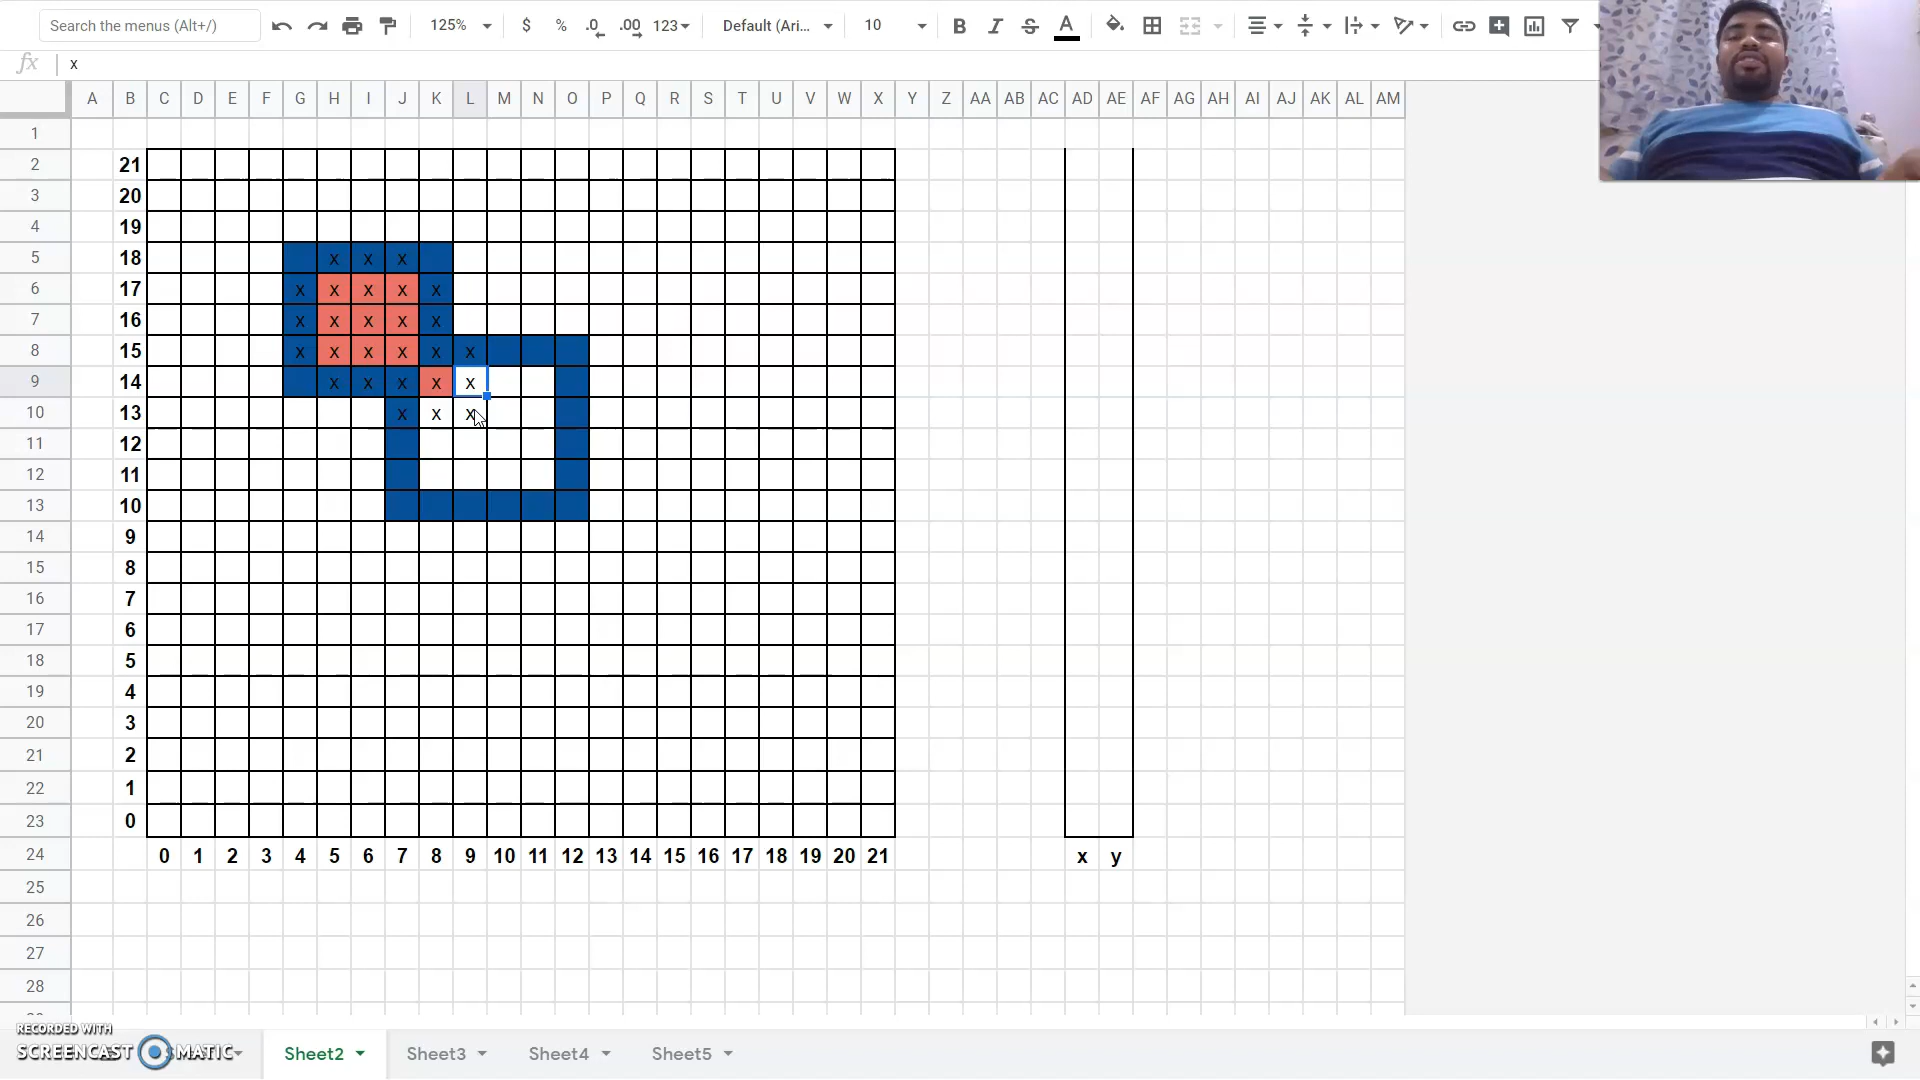 Search the menus (Alt+/) 125% $ % .0 .00 123 Default (Ari... 10 B I S A
fx x
A B C D E F G H I J K L M N O P Q R S T U V W X Y Z AA AB AC AD AE AF AG AH AI AJ AK AL AM
1
2 21
3 20
4 19
5 18 x x x
6 17 x x x x x
7 16 x x x x x
8 15 x x x x x x
9 14 x x x x x
10 13 x x x
11 12
12 11
13 10
14 9
15 8
16 7
17 6
18 5
19 4
20 3
21 2
22 1
23 0
24 0 1 2 3 4 5 6 7 8 9 10 11 12 13 14 15 16 17 18 19 20 21 x y
25
26
27
28
RECORDED WITH
SCREENCAST MATIC
Sheet2 Sheet3 Sheet4 Sheet5